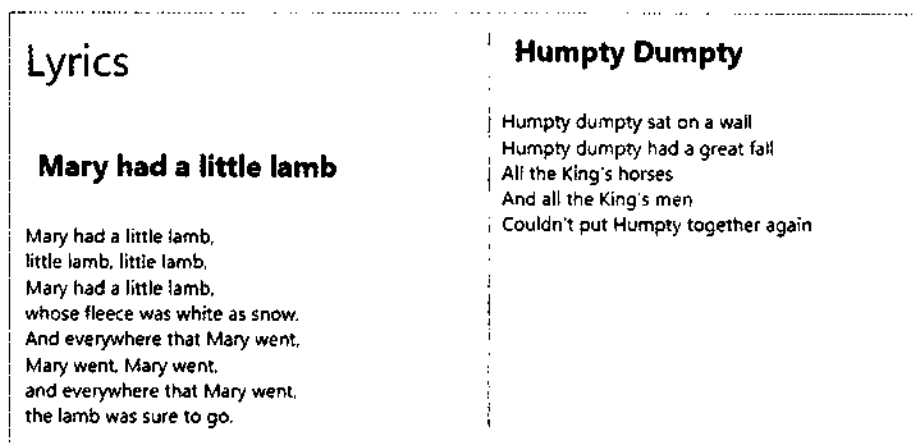 Lyrics
Mary had a little lamb
Mary had a little lamb,
little lamb, little lamb,
Mary had a little lamb,
whose fleece was white as snow.
And everywhere that Mary went,
Mary went, Mary went,
and everywhere that Mary went,
the lamb was sure to go.
Humpty Dumpty
Humpty dumpty sat on a wall
Humpty dumpty had a great fall
All the King's horses
And all the King's men
Couldn't put Humpty together again